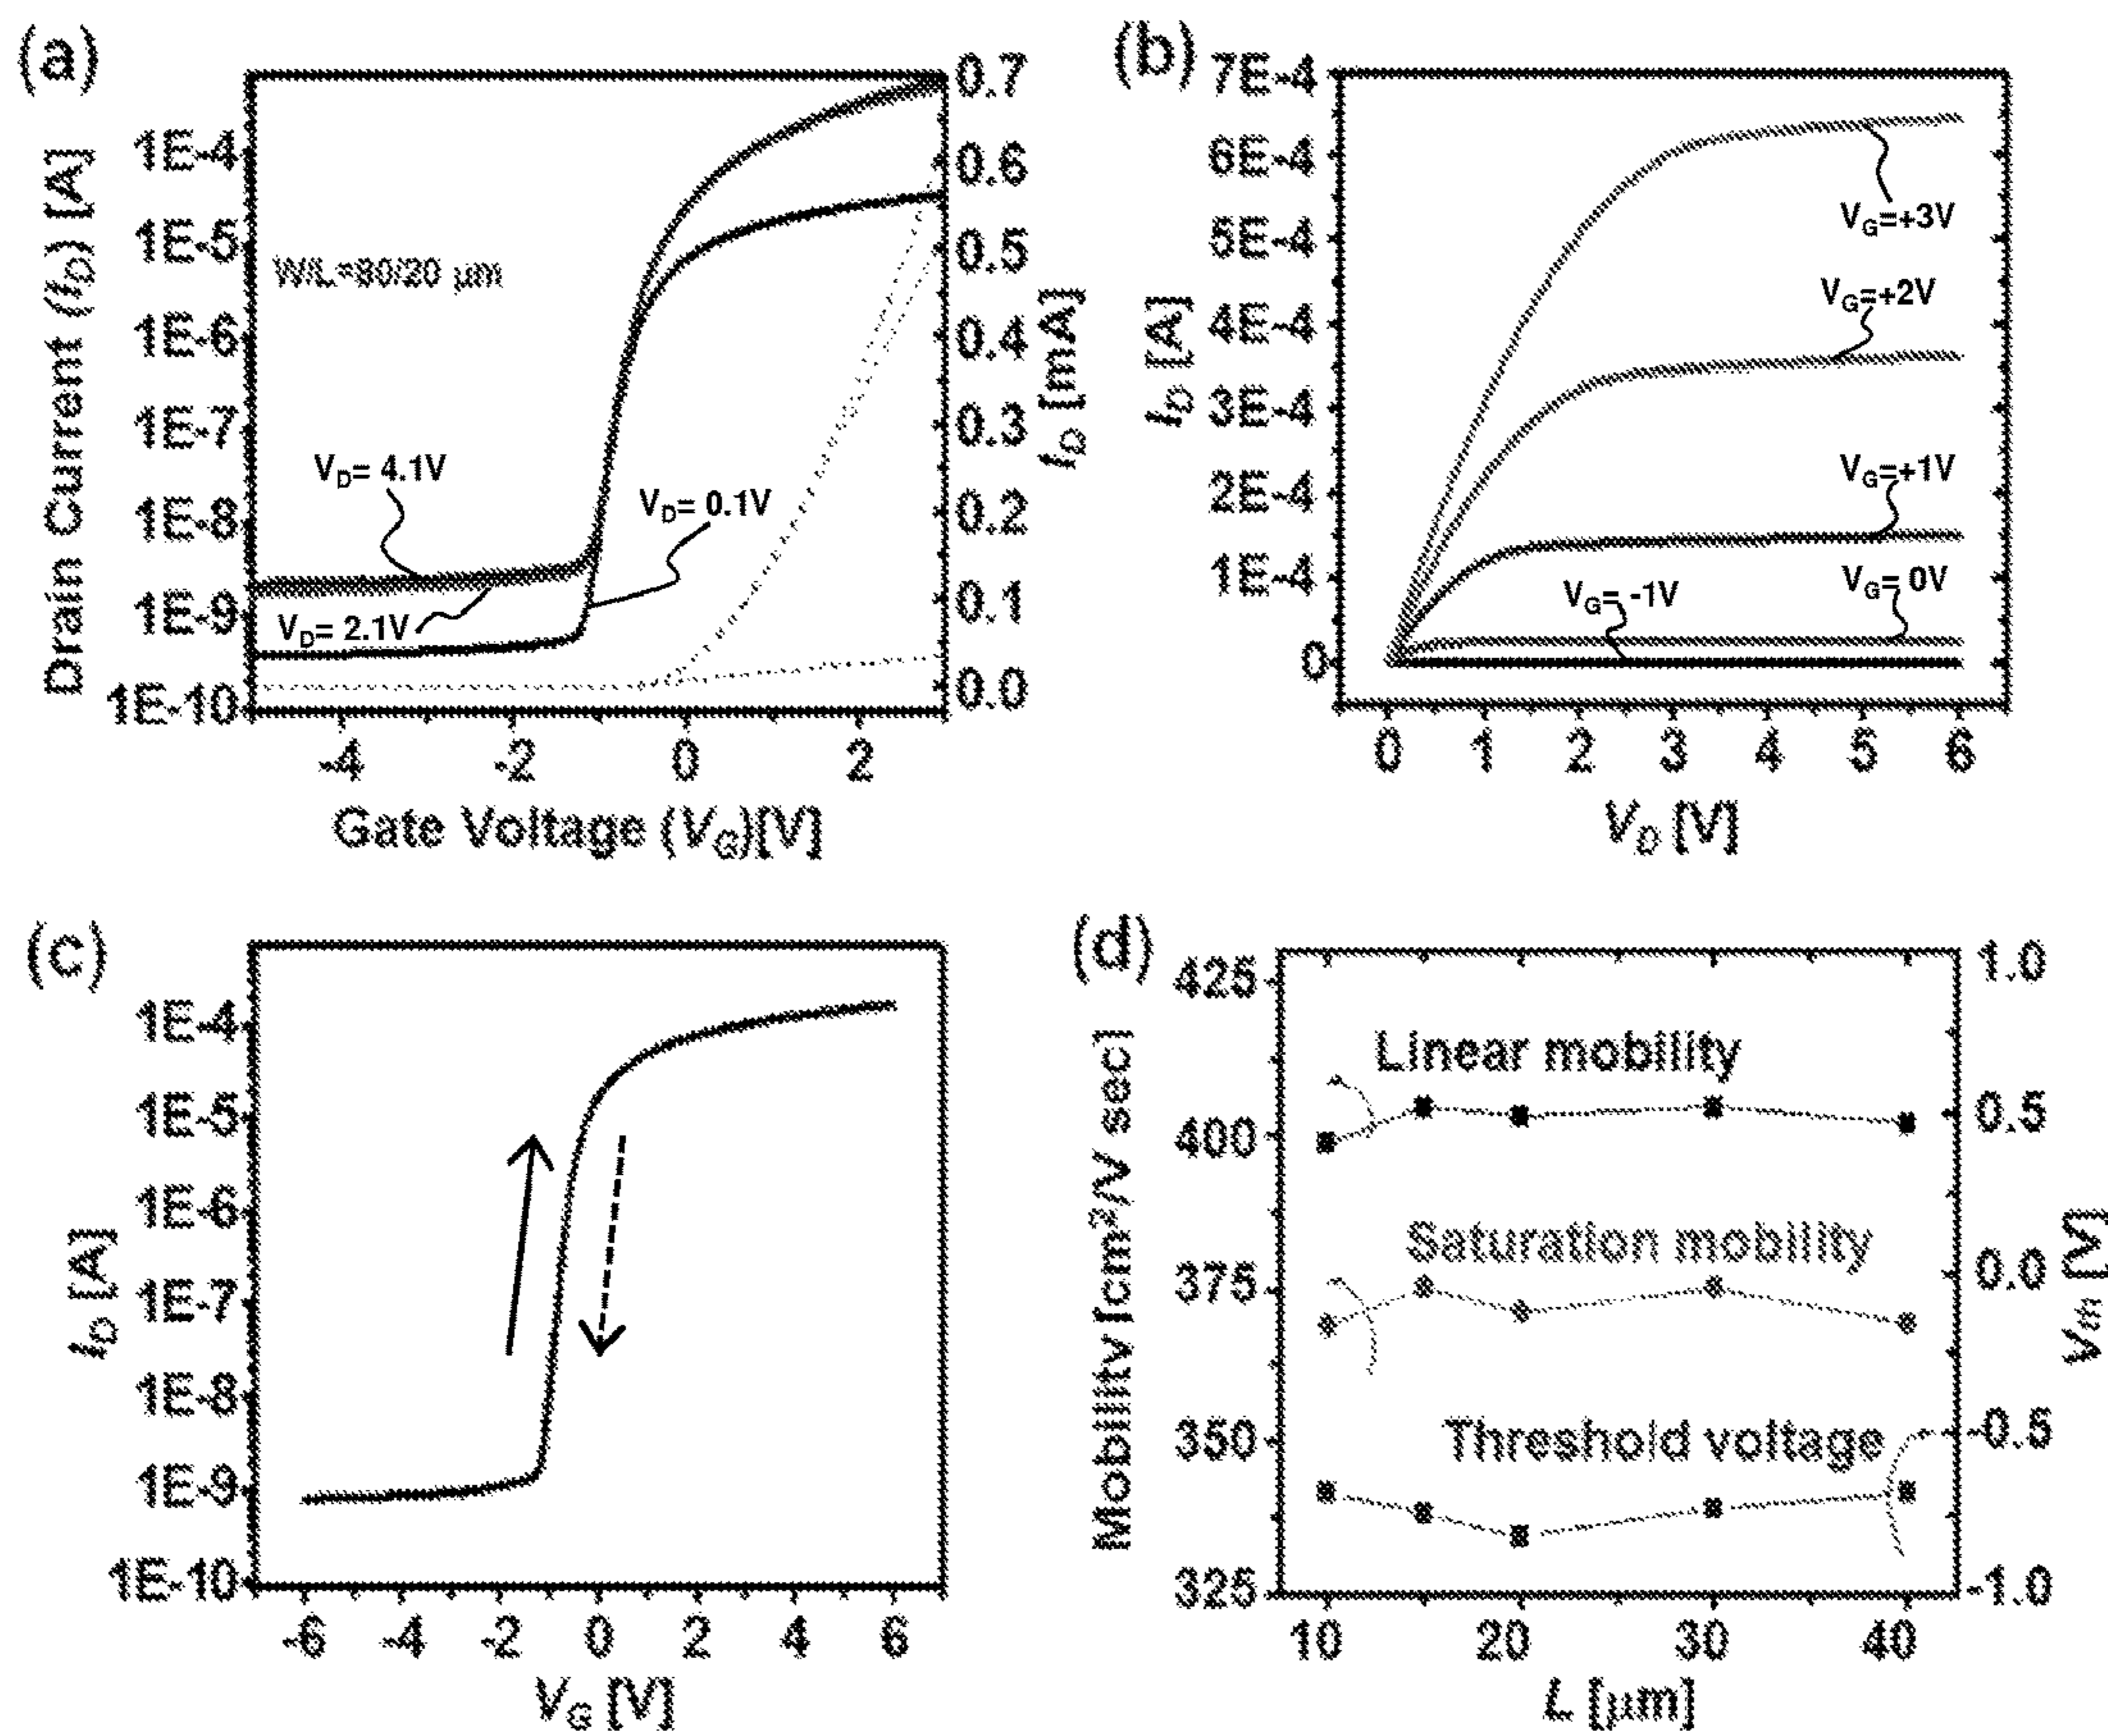 (a)
Drain Current (I_D) [A]
1E-4
1E-5
1E-6
1E-7
1E-8
1E-9
1E-10
W/L=80/20 μm
V_D= 4.1V
V_D= 0.1V
V_D= 2.1V
0.7
0.6
0.5
0.4
0.3
0.2
0.1
0.0
I_D [mA]
-4 -2 0 2
Gate Voltage (V_G)[V]
(b)
I_D [A]
7E-4
6E-4
5E-4
4E-4
3E-4
2E-4
1E-4
0
V_G=+3V
V_G=+2V
V_G=+1V
V_G= 0V
V_G= -1V
0 1 2 3 4 5 6
V_D [V]
(c)
I_D [A]
1E-4
1E-5
1E-6
1E-7
1E-8
1E-9
1E-10
-6 -4 -2 0 2 4 6
V_G [V]
(d)
Mobility [cm²/V sec]
425
400
375
350
325
Linear mobility
Saturation mobility
Threshold voltage
1.0
0.5
0.0
-0.5
-1.0
V_th [V]
10 20 30 40
L [μm]